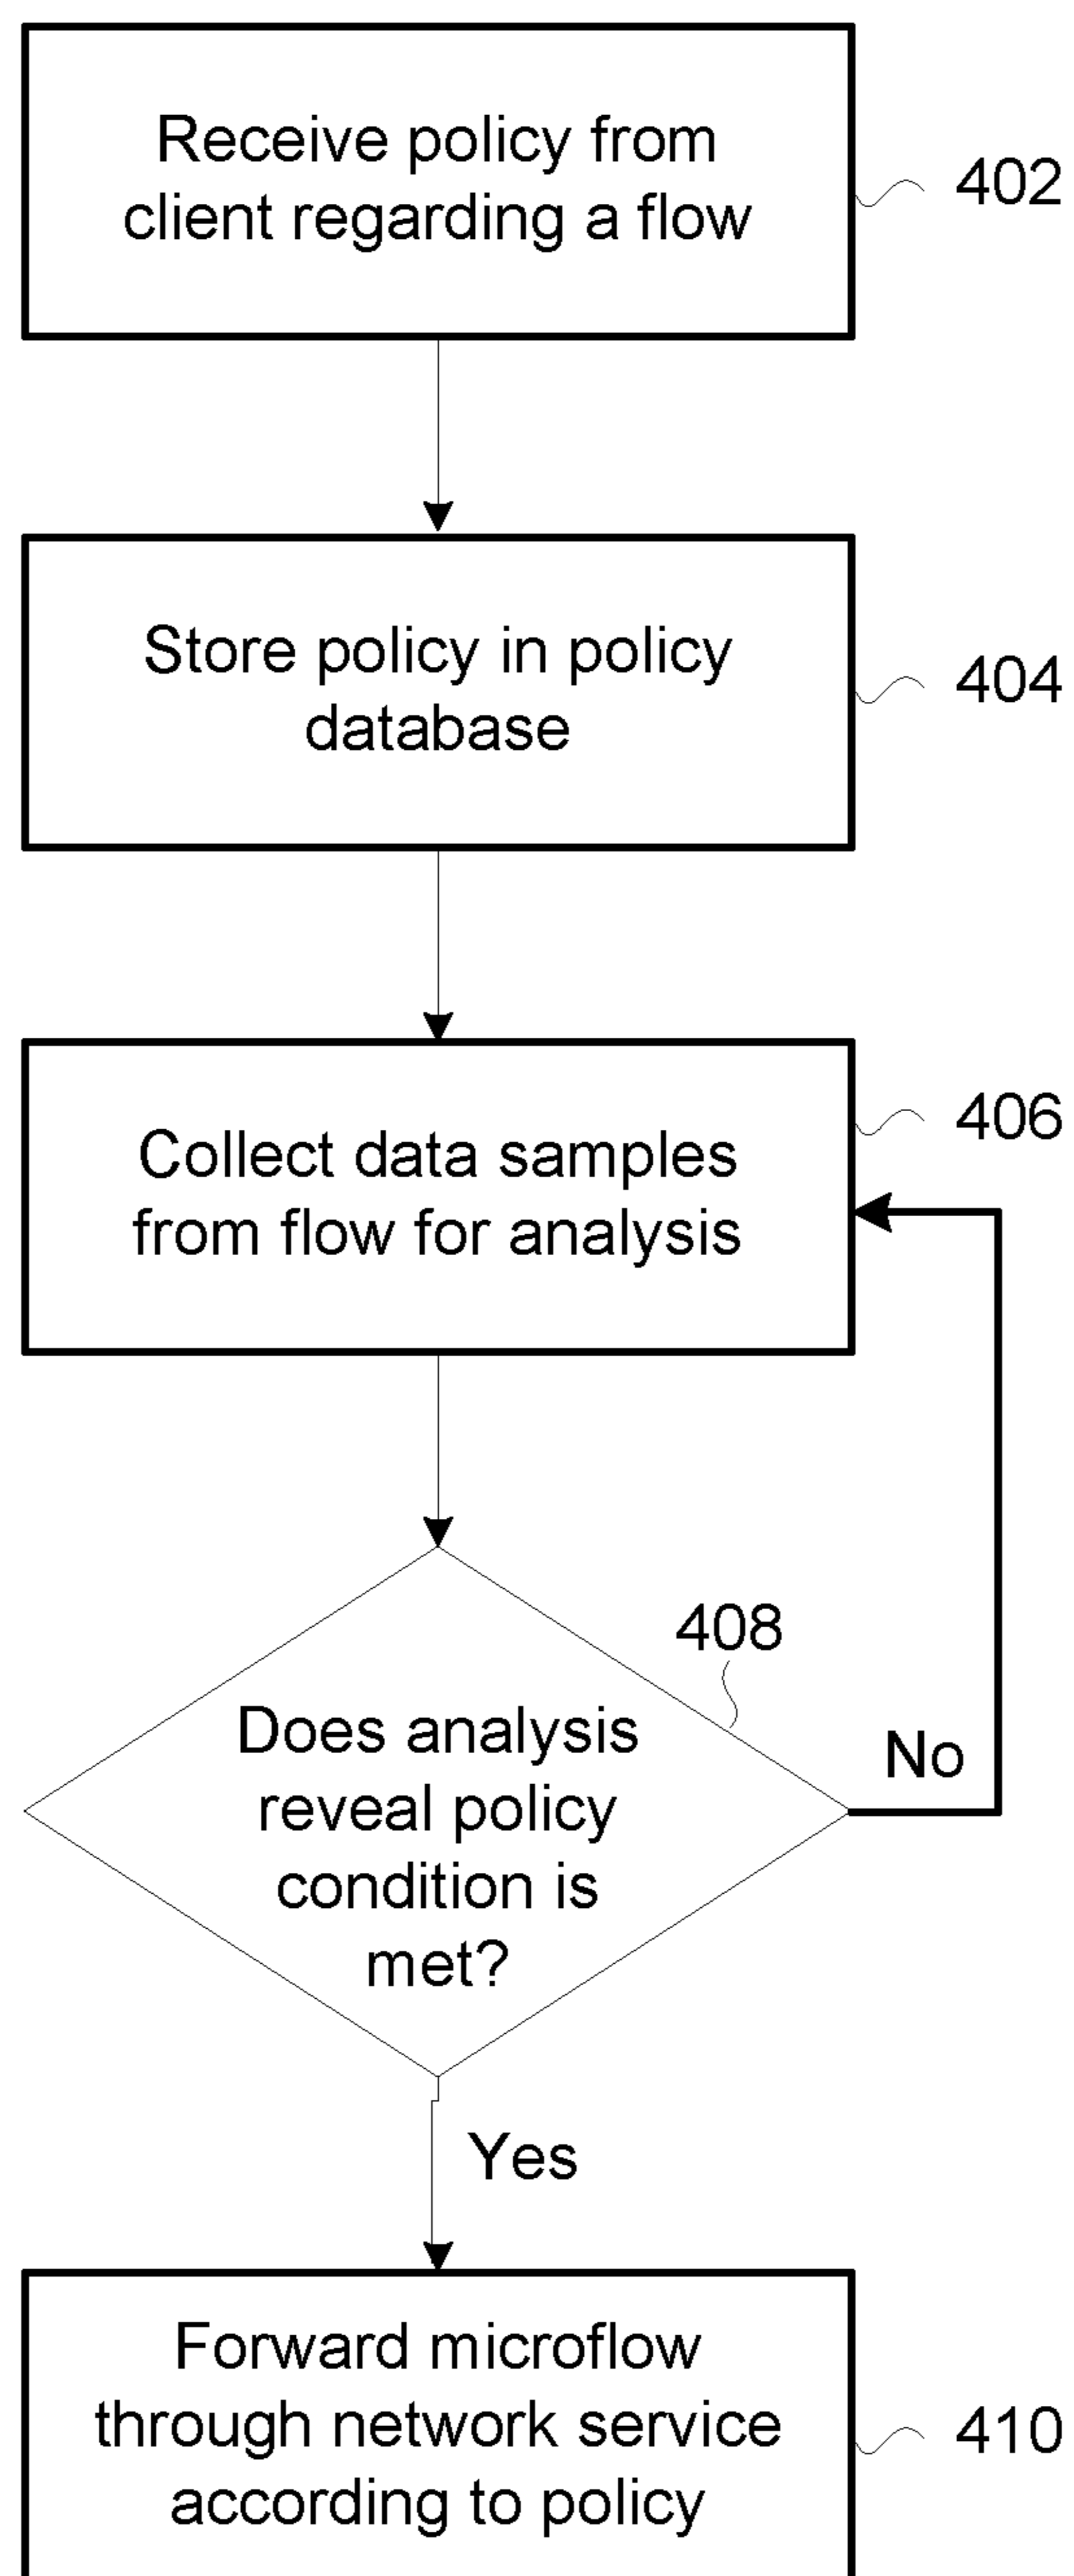 Receive policy from
client regarding a flow
402
Store policy in policy
database
404
406
Collect data samples
from flow for analysis
408
Does analysis
reveal policy
condition is
met?
No
Yes
Forward microflow
through network service
according to policy
410